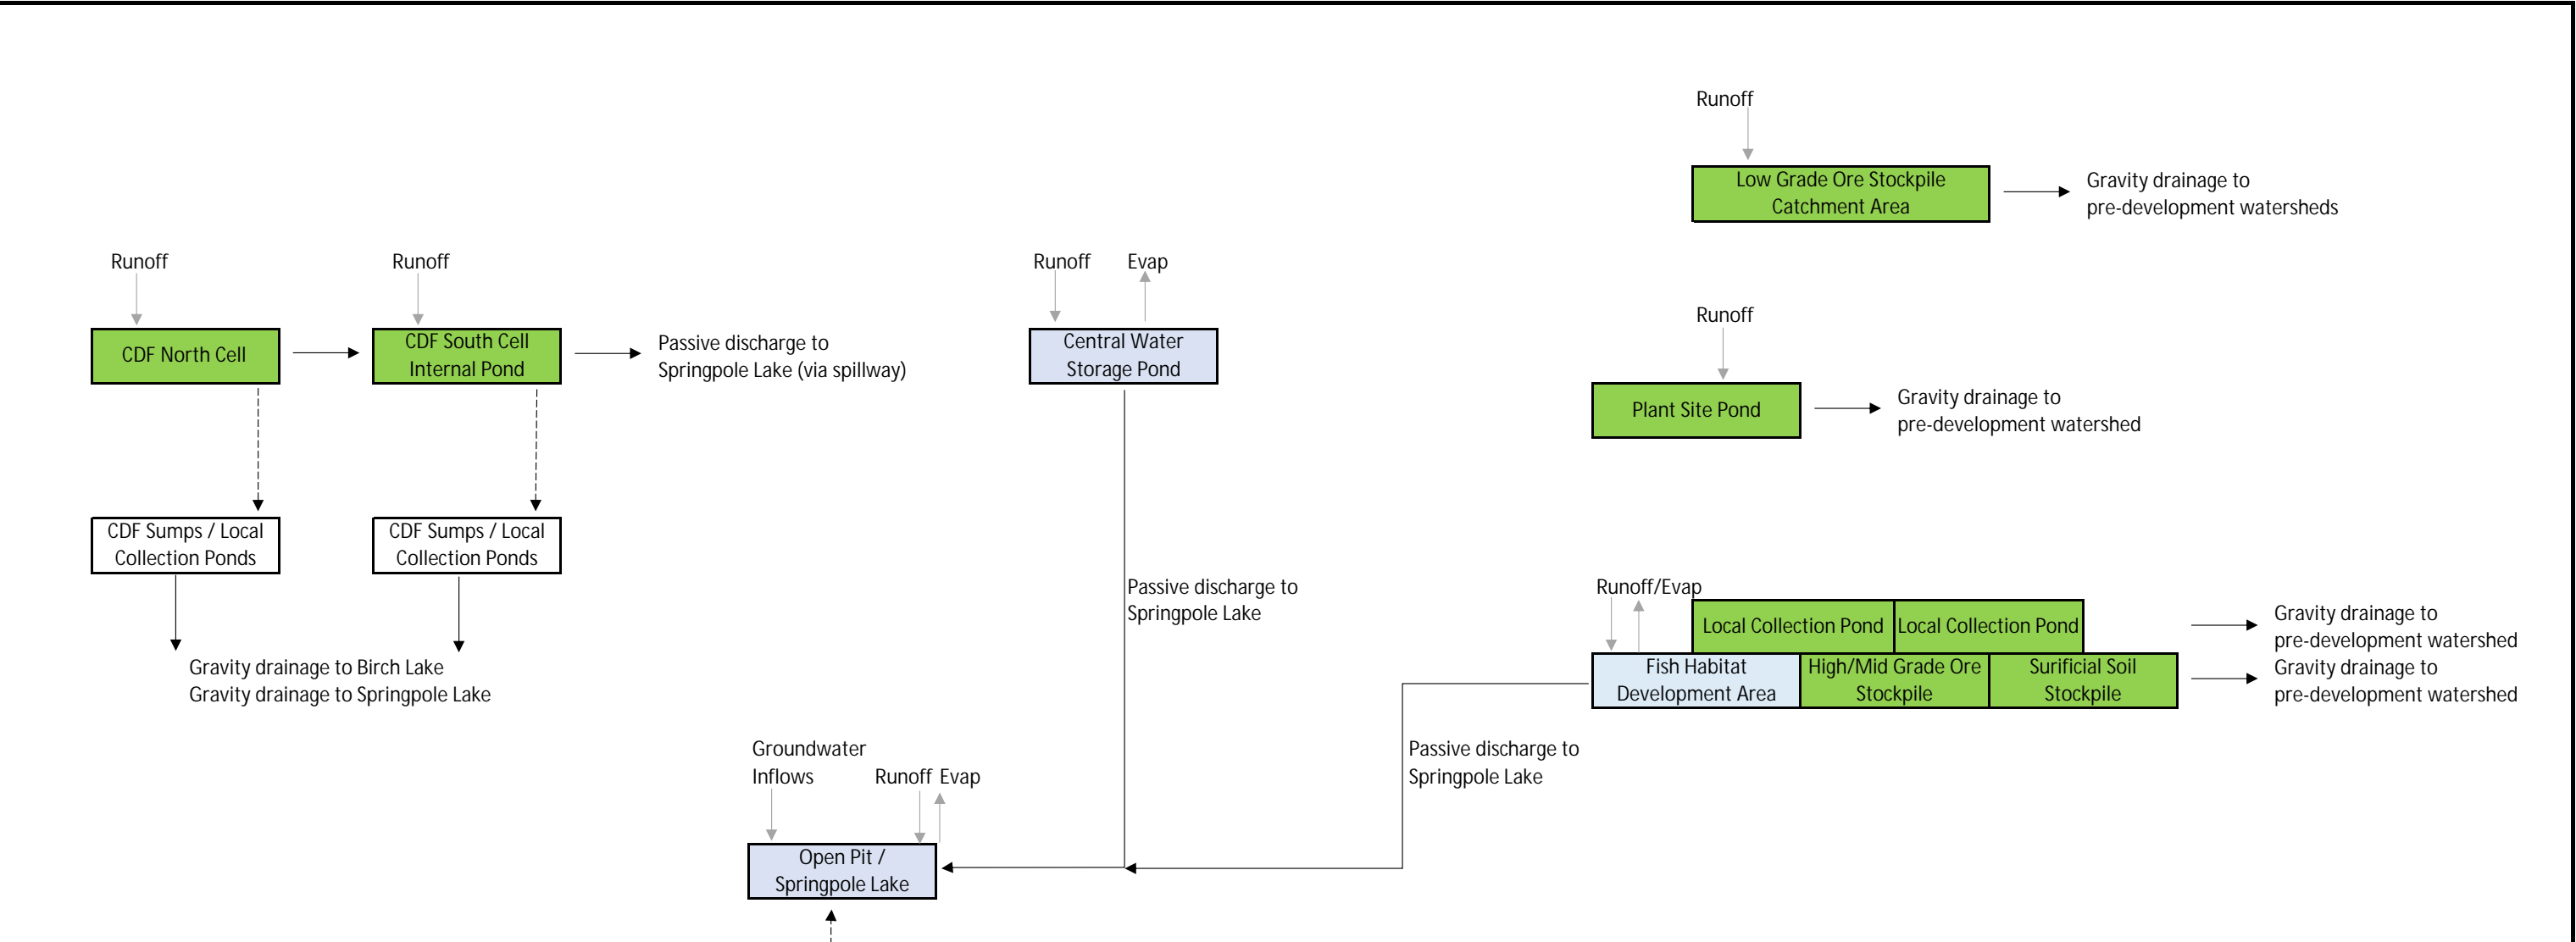 Runoff
Low Grade Ore Stockpile
Catchment Area
Gravity drainage to
pre-development watersheds
Runoff
Runoff
Runoff
Evap
CDF North Cell
CDF South Cell
Internal Pond
Passive discharge to
Springpole Lake (via spillway)
Central Water
Storage Pond
Runoff
Plant Site Pond
Gravity drainage to
pre-development watershed
CDF Sumps / Local
Collection Ponds
CDF Sumps / Local
Collection Ponds
Gravity drainage to Birch Lake
Gravity drainage to Springpole Lake
Passive discharge to
Springpole Lake
Runoff/Evap
Local Collection Pond
Local Collection Pond
Gravity drainage to
pre-development watershed
Fish Habitat
Development Area
High/Mid Grade Ore
Stockpile
Surificial Soil
Stockpile
Gravity drainage to
pre-development watershed
Passive discharge to
Springpole Lake
Groundwater
Inflows
Runoff
Evap
Open Pit /
Springpole Lake